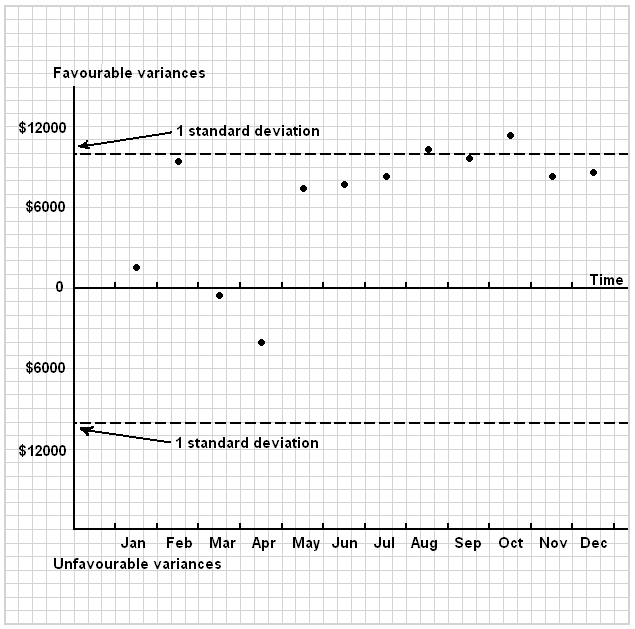 Favourable variances
$12000
1 standard deviation
$6000
Time
0
$6000
1 standard deviation
$12000
Jan Feb Mar Apr May Jun Jul Aug Sep Oct Nov Dec
Unfavourable variances